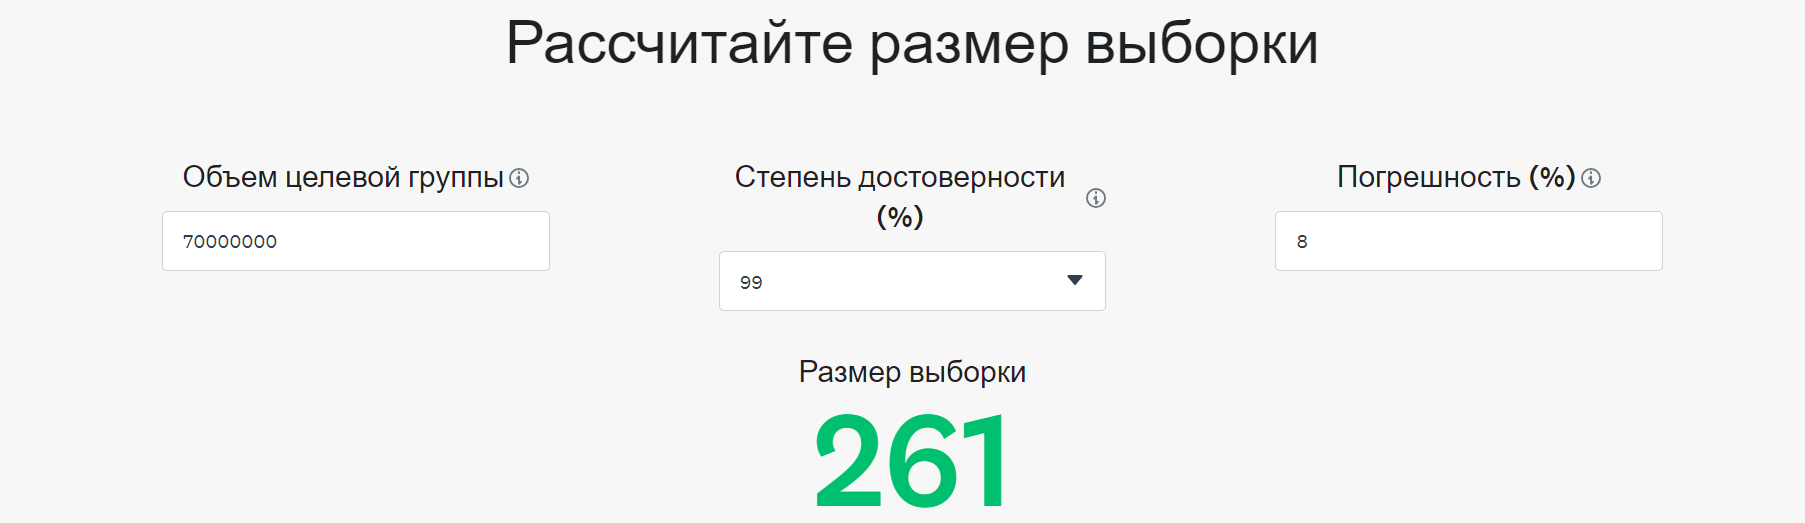 Рассчитайте размер выборки
Объем целевой группы
Степень достоверности
(%)
Погрешность (%)
70000000
99
8
Размер выборки
261